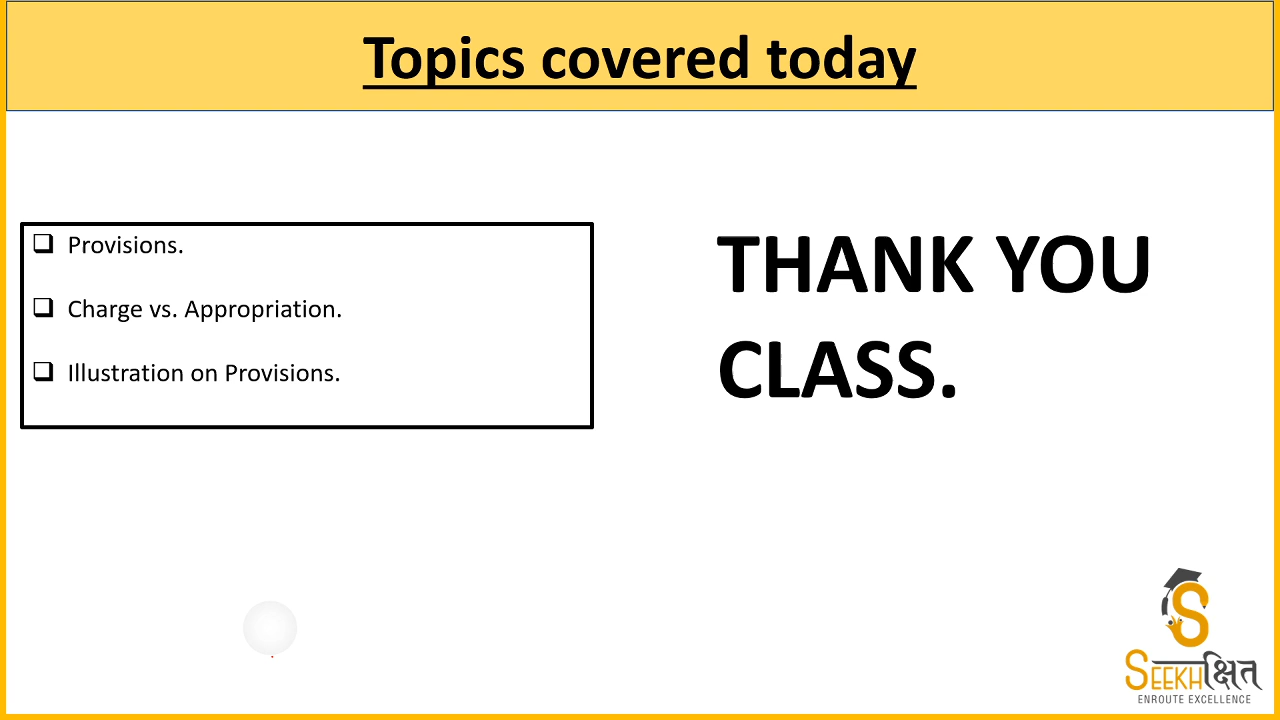 Topics covered today
❑ Provisions.
❑ Charge vs. Appropriation.
❑ Illustration on Provisions.
THANK YOU
CLASS.
SEEKHक्षित
ENROUTE EXCELLENCE